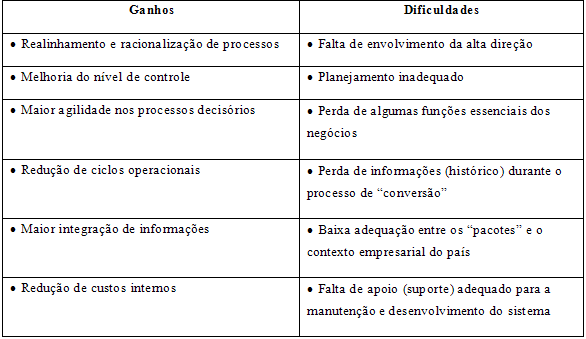 Ganhos Dificuldades
• Realinhamento e racionalização de processos • Falta de envolvimento da alta direção
• Melhoria do nível de controle • Planejamento inadequado
• Maior agilidade nos processos decisórios • Perda de algumas funções essenciais dos
negócios
• Redução de ciclos operacionais • Perda de informações (histórico) durante o
processo de “conversão”
• Maior integração de informações • Baixa adequação entre os “pacotes” e o
contexto empresarial do país
• Redução de custos internos • Falta de apoio (suporte) adequado para a
manutenção e desenvolvimento do sistema